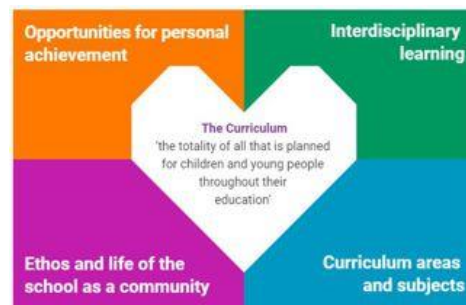 Opportunities for personal
achievement
Interdisciplinary
learning
The Curriculum
'the totality of all that is planned
for children and young people
throughout their
education'
Ethos and life of the
school as a community
Curriculum areas
and subjects